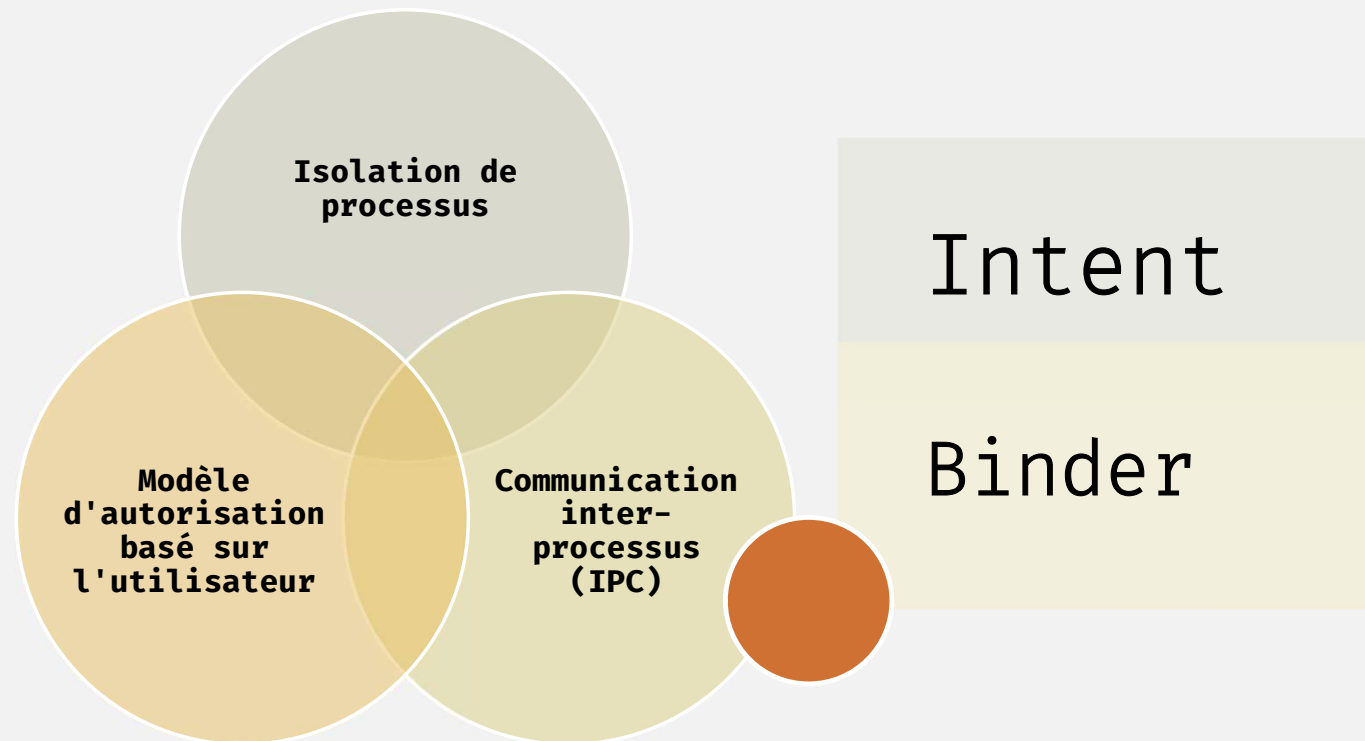 Isolation de
processus
Modèle
d'autorisation
basé sur
l'utilisateur
Communication
inter-
processus
(IPC)
Intent
Binder